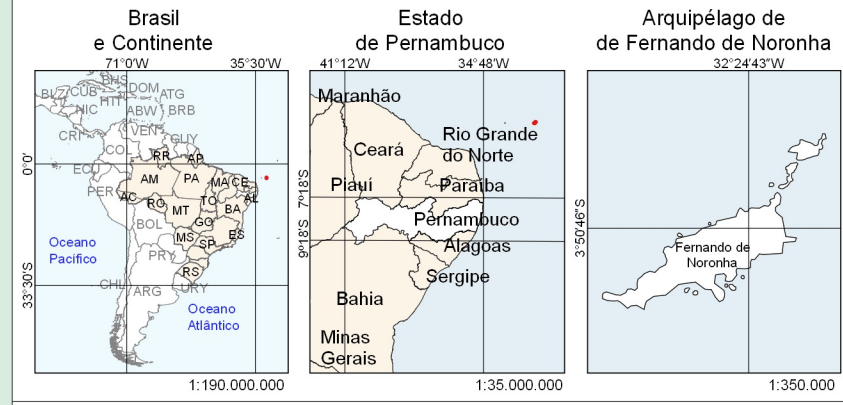 Brasil
e Continente
71°0'W 35°30'W
BHS
BLZ CUB DOM ATG
HTI
NIC ABW BRB
CRI VEN
GUY
COL
RR AP
0°0'
ECU
AM PA MA CE
PER
AC RO TO AL
MT BA
BOL GO
MS ES
SP
Oceano
Pacífico
PRY
RS
33°30'S
CHL ARG URY
Oceano
Atlântico
1:190.000.000
Estado
de Pernambuco
41°12'W 34°48'W
Maranhão
Rio Grande
do Norte
Ceará
Piauí Paraíba
7°18'S
Pernambuco
9°18'S
Alagoas
Sergipe
Bahia
Minas
Gerais
1:35.000.000
Arquipélago de
de Fernando de Noronha
32°24'43"W
3°50'46"S
Fernando de
Noronha
1:350.000